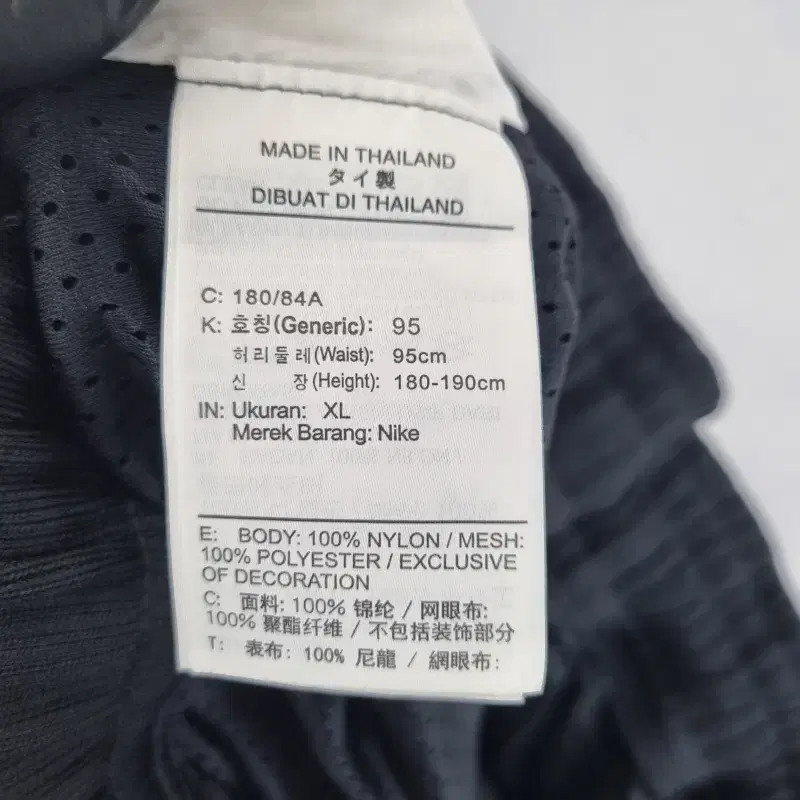 MADE IN THAILAND
タイ製
DIBUAT DI THAILAND
C: 180/84A
K: 호칭(Generic): 95
허리둘레(Waist): 95cm
신 장(Height): 180-190cm
IN: Ukuran: XL
Merek Barang: Nike
E: BODY: 100% NYLON / MESH:
100% POLYESTER / EXCLUSIVE
OF DECORATION
C: 面料: 100% 锦纶 / 网眼布:
100% 聚酯纤维 / 不包括装饰部分
T: 表布: 100% 尼龍 / 網眼布: